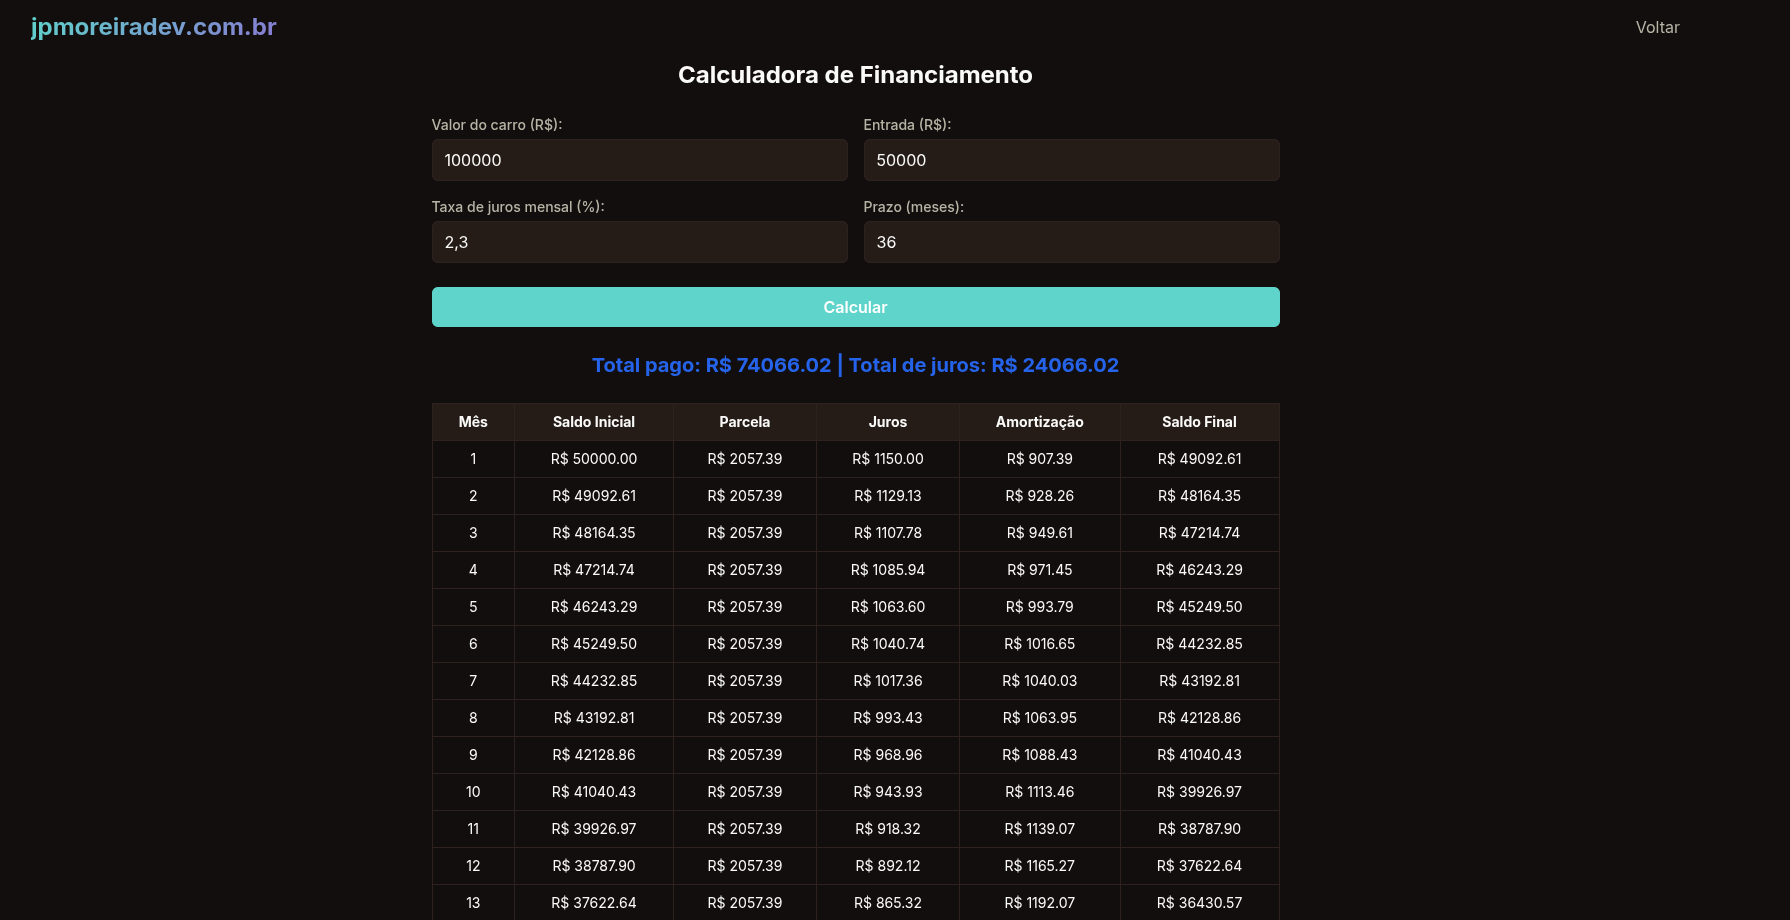 jpmoreiradev.com.br Voltar
Calculadora de Financiamento
Valor do carro (R$): Entrada (R$):
100000 50000
Taxa de juros mensal (%): Prazo (meses):
2,3 36
Calcular
Total pago: R$ 74066.02 | Total de juros: R$ 24066.02
Mês Saldo Inicial Parcela Juros Amortização Saldo Final
1 R$ 50000.00 R$ 2057.39 R$ 1150.00 R$ 907.39 R$ 49092.61
2 R$ 49092.61 R$ 2057.39 R$ 1129.13 R$ 928.26 R$ 48164.35
3 R$ 48164.35 R$ 2057.39 R$ 1107.78 R$ 949.61 R$ 47214.74
4 R$ 47214.74 R$ 2057.39 R$ 1085.94 R$ 971.45 R$ 46243.29
5 R$ 46243.29 R$ 2057.39 R$ 1063.60 R$ 993.79 R$ 45249.50
6 R$ 45249.50 R$ 2057.39 R$ 1040.74 R$ 1016.65 R$ 44232.85
7 R$ 44232.85 R$ 2057.39 R$ 1017.36 R$ 1040.03 R$ 43192.81
8 R$ 43192.81 R$ 2057.39 R$ 993.43 R$ 1063.95 R$ 42128.86
9 R$ 42128.86 R$ 2057.39 R$ 968.96 R$ 1088.43 R$ 41040.43
10 R$ 41040.43 R$ 2057.39 R$ 943.93 R$ 1113.46 R$ 39926.97
11 R$ 39926.97 R$ 2057.39 R$ 918.32 R$ 1139.07 R$ 38787.90
12 R$ 38787.90 R$ 2057.39 R$ 892.12 R$ 1165.27 R$ 37622.64
13 R$ 37622.64 R$ 2057.39 R$ 865.32 R$ 1192.07 R$ 36430.57